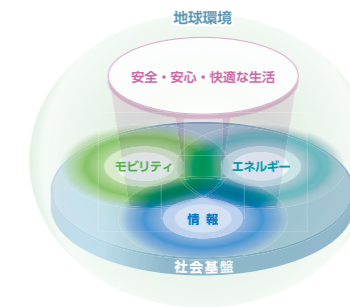 地球環境
安全・安心・快適な生活
モビリティ
エネルギー
情報
社会基盤